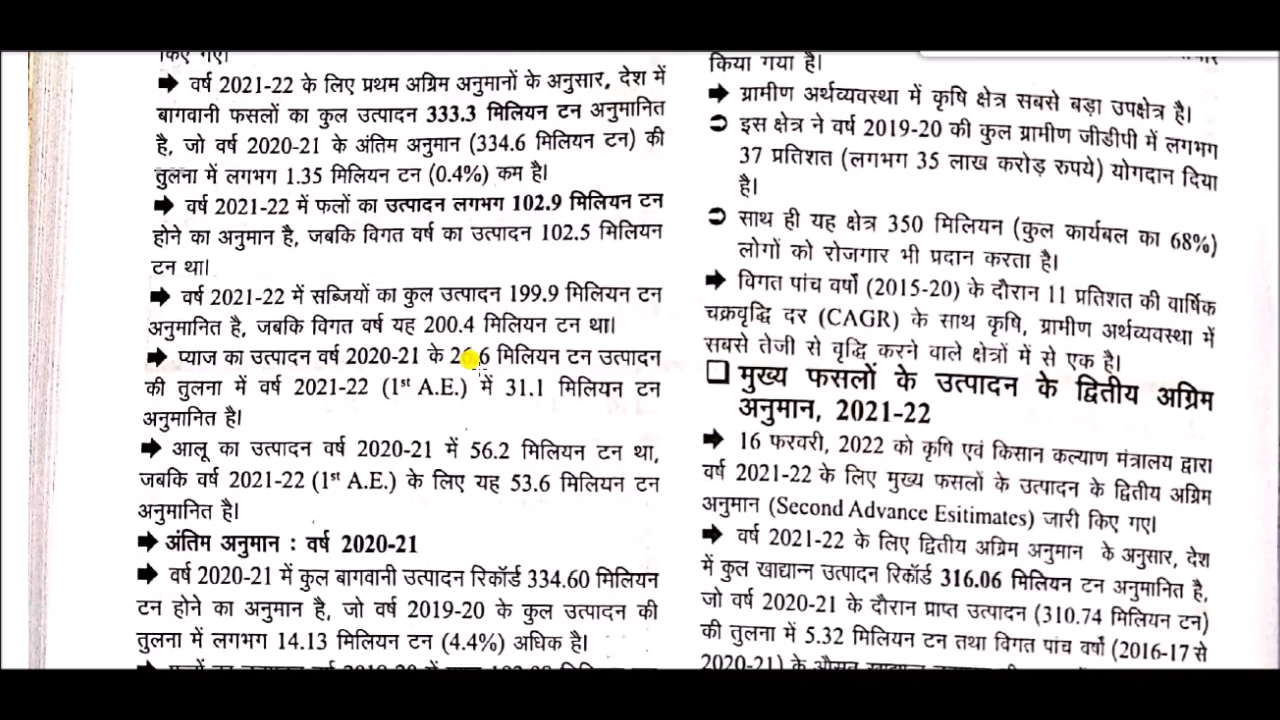 किए गए।
➡ वर्ष 2021-22 के लिए प्रथम अग्रिम अनुमानों के अनुसार, देश में
बागवानी फसलों का कुल उत्पादन 333.3 मिलियन टन अनुमानित
है, जो वर्ष 2020-21 के अंतिम अनुमान (334.6 मिलियन टन) की
तुलना में लगभग 1.35 मिलियन टन (0.4%) कम है।
➡ वर्ष 2021-22 में फलों का उत्पादन लगभग 102.9 मिलियन टन
होने का अनुमान है, जबकि विगत वर्ष का उत्पादन 102.5 मिलियन
टन था।
➡ वर्ष 2021-22 में सब्जियों का कुल उत्पादन 199.9 मिलियन टन
अनुमानित है, जबकि विगत वर्ष यह 200.4 मिलियन टन था।
➡ प्याज का उत्पादन वर्ष 2020-21 के 26.6 मिलियन टन उत्पादन
की तुलना में वर्ष 2021-22 (1st A.E.) में 31.1 मिलियन टन
अनुमानित है।
➡ आलू का उत्पादन वर्ष 2020-21 में 56.2 मिलियन टन था,
जबकि वर्ष 2021-22 (1st A.E.) के लिए यह 53.6 मिलियन टन
अनुमानित है।
➡ अंतिम अनुमान : वर्ष 2020-21
➡ वर्ष 2020-21 में कुल बागवानी उत्पादन रिकॉर्ड 334.60 मिलियन
टन होने का अनुमान है, जो वर्ष 2019-20 के कुल उत्पादन की
तुलना में लगभग 14.13 मिलियन टन (4.4%) अधिक है।
किया गया है।
➡ ग्रामीण अर्थव्यवस्था में कृषि क्षेत्र सबसे बड़ा उपक्षेत्र है।
➲ इस क्षेत्र ने वर्ष 2019-20 की कुल ग्रामीण जीडीपी में लगभग
37 प्रतिशत (लगभग 35 लाख करोड़ रुपये) योगदान दिया
है।
➲ साथ ही यह क्षेत्र 350 मिलियन (कुल कार्यबल का 68%)
लोगों को रोजगार भी प्रदान करता है।
➡ विगत पांच वर्षों (2015-20) के दौरान 11 प्रतिशत की वार्षिक
चक्रवृद्धि दर (CAGR) के साथ कृषि, ग्रामीण अर्थव्यवस्था में
सबसे तेजी से वृद्धि करने वाले क्षेत्रों में से एक है।
❑ मुख्य फसलों के उत्पादन के द्वितीय अग्रिम
अनुमान, 2021-22
➡ 16 फरवरी, 2022 को कृषि एवं किसान कल्याण मंत्रालय द्वारा
वर्ष 2021-22 के लिए मुख्य फसलों के उत्पादन के द्वितीय अग्रिम
अनुमान (Second Advance Esitimates) जारी किए गए।
➡ वर्ष 2021-22 के लिए द्वितीय अग्रिम अनुमान के अनुसार, देश
में कुल खाद्यान्न उत्पादन रिकॉर्ड 316.06 मिलियन टन अनुमानित है,
जो वर्ष 2020-21 के दौरान प्राप्त उत्पादन (310.74 मिलियन टन)
की तुलना में 5.32 मिलियन टन तथा विगत पांच वर्षों (2016-17 से
2020-21) के औसत खाद्यान्न